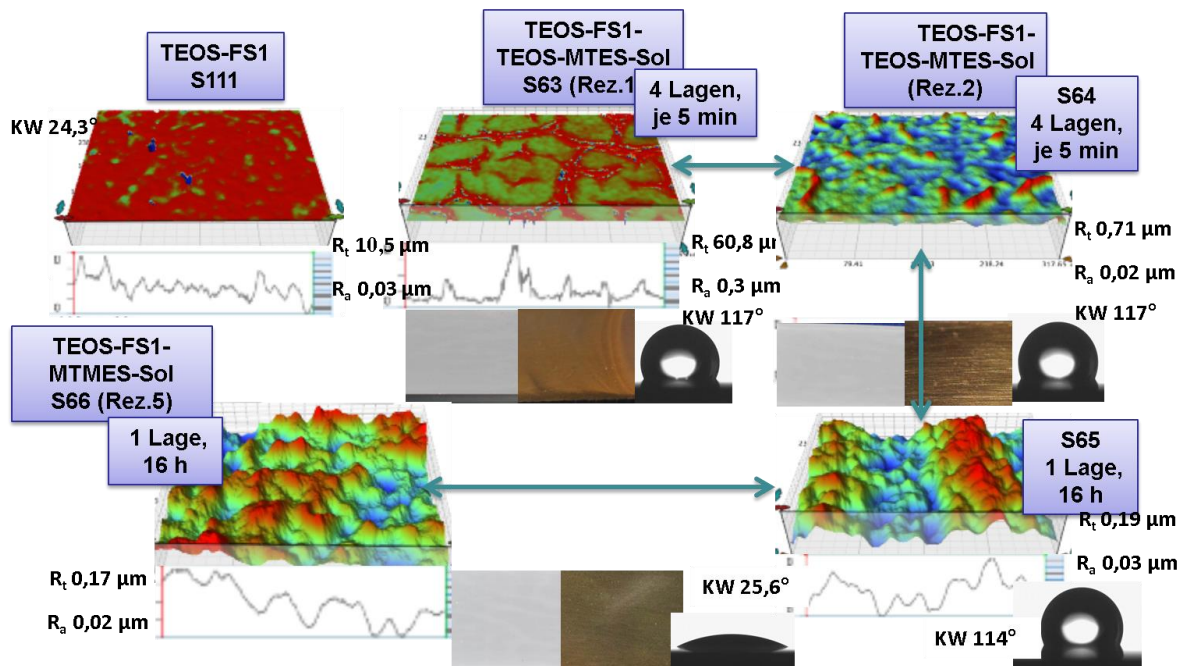 TEOS-FS1
S111
KW 24,3°
Rt 10,5 µm
Ra 0,03 µm
TEOS-FS1-
TEOS-MTES-Sol
S63 (Rez.1
4 Lagen,
je 5 min
Rt 60,8 µm
Ra 0,3 µm
KW 117°
TEOS-FS1-
TEOS-MTES-Sol
(Rez.2)
S64
4 Lagen,
je 5 min
Rt 0,71 µm
Ra 0,02 µm
KW 117°
TEOS-FS1-
MTMES-Sol
S66 (Rez.5)
1 Lage,
16 h
Rt 0,17 µm
Ra 0,02 µm
KW 25,6°
S65
1 Lage,
16 h
Rt 0,19 µm
Ra 0,03 µm
KW 114°